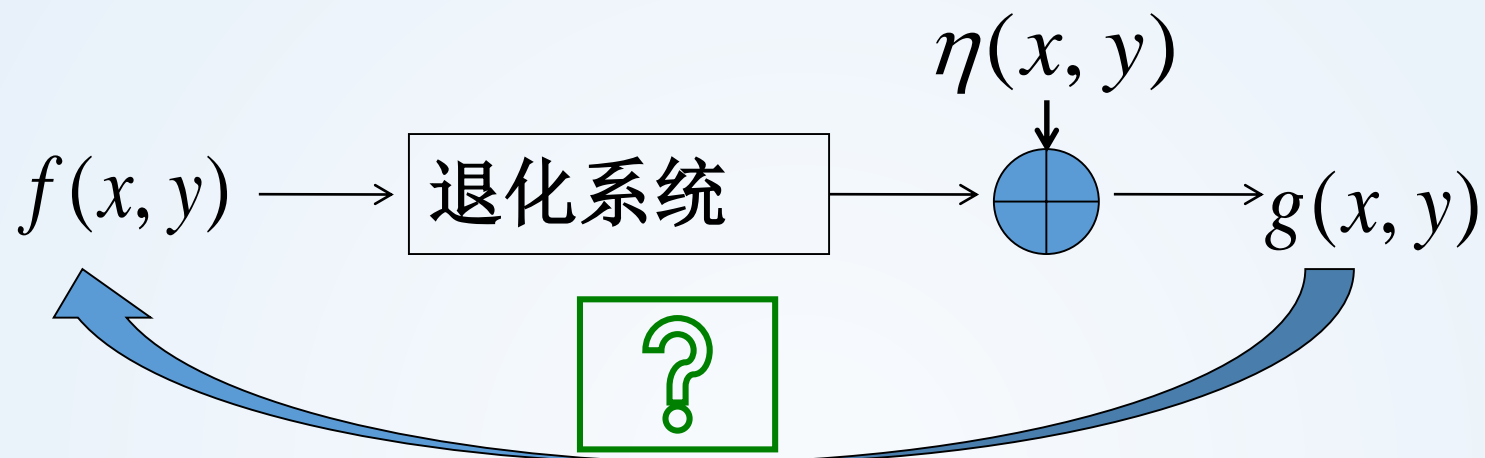 η(x, y)
f(x, y)
退化系统
g(x, y)
?